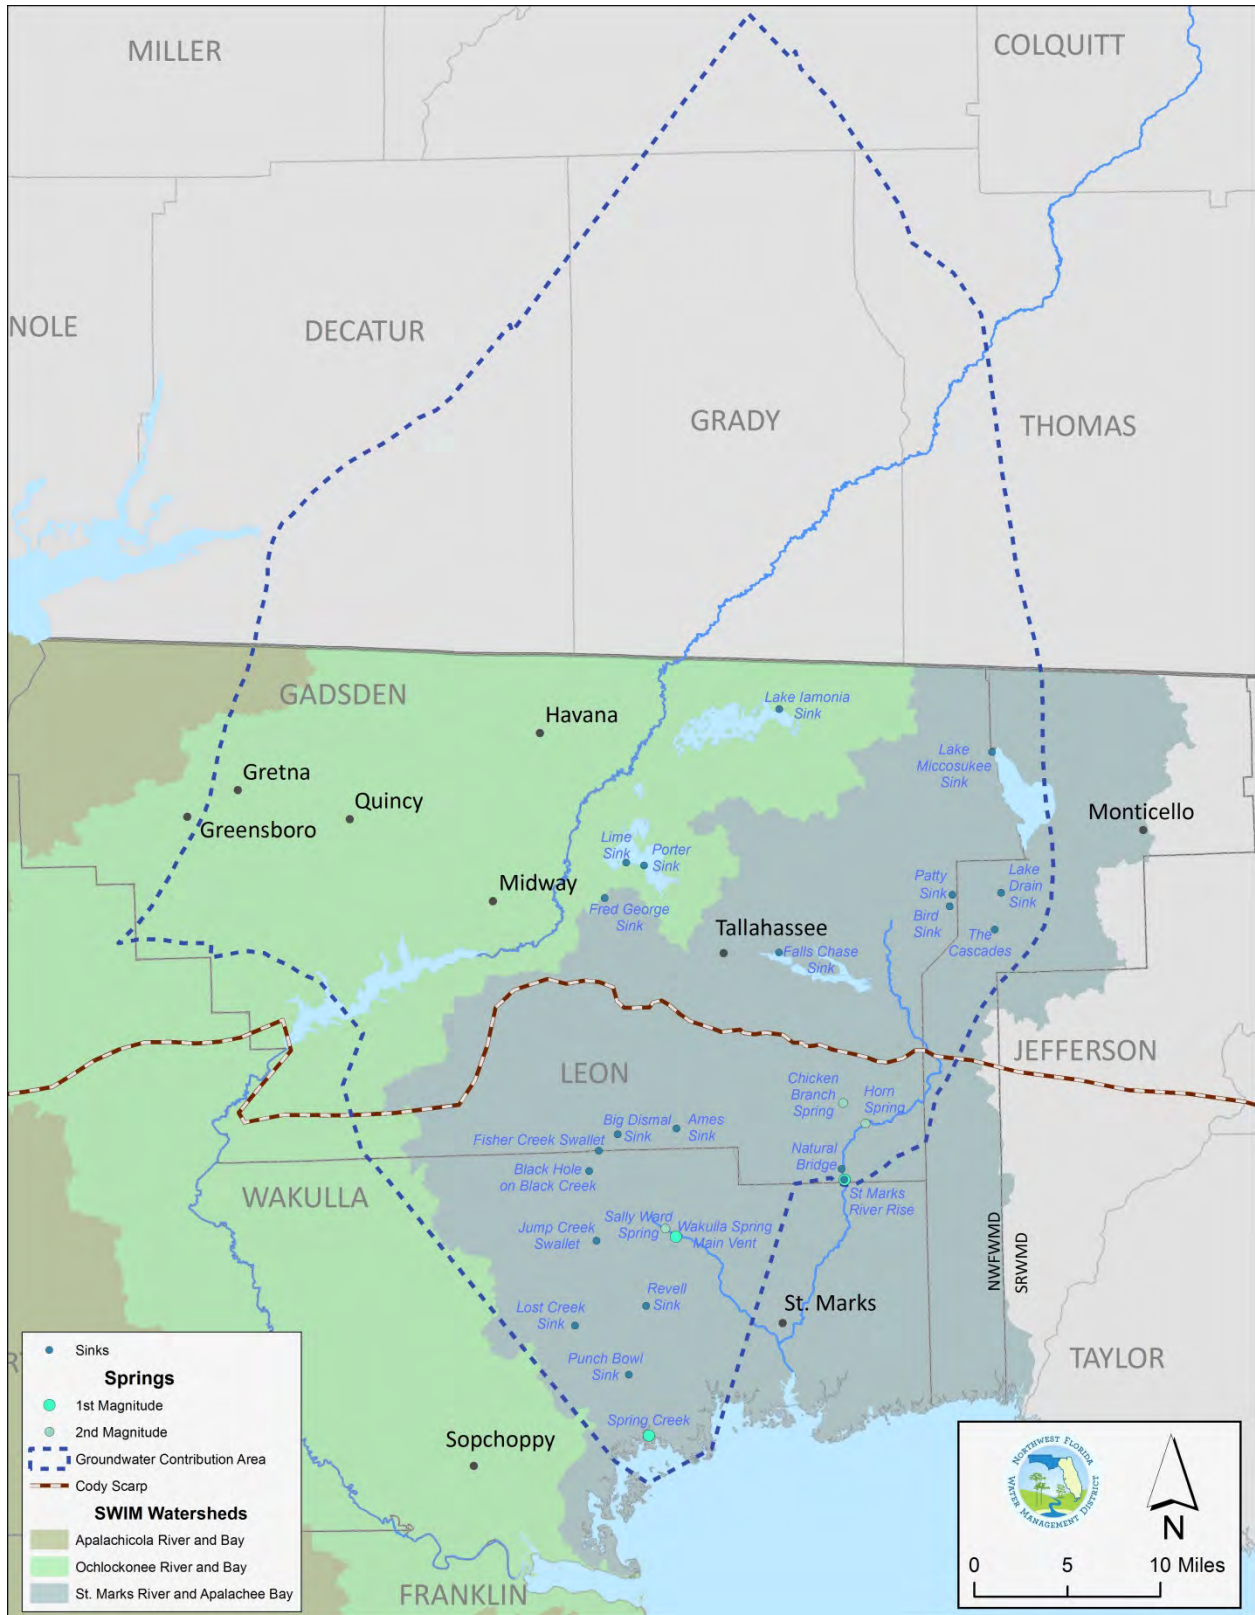 MILLER
COLQUITT
NOLE
DECATUR
GRADY
THOMAS
GADSDEN
Havana
Lake Iamonia
Sink
Lake
Miccosukee
Sink
Gretna
Greensboro
Quincy
Monticello
Lime
Sink
Porter
Sink
Midway
Fred George
Sink
Patty
Sink
Bird
Sink
Lake
Drain
Sink
The
Cascades
Tallahassee
Falls Chase
Sink
LEON
JEFFERSON
Chicken
Branch
Spring
Horn
Spring
Big Dismal
Sink
Ames
Sink
Fisher Creek Swallet
Natural
Bridge
Black Hole
on Black Creek
WAKULLA
St Marks
River Rise
Sally Ward
Spring
Wakulla Spring
Main Vent
Jump Creek
Swallet
NWFWMD
SRWMD
Revell
Sink
Lost Creek
Sink
St. Marks
Punch Bowl
Sink
TAYLOR
Spring Creek
Sopchoppy
FRANKLIN
Sinks
Springs
1st Magnitude
2nd Magnitude
Groundwater Contribution Area
Cody Scarp
SWIM Watersheds
Apalachicola River and Bay
Ochlockonee River and Bay
St. Marks River and Apalachee Bay
NORTHWEST FLORIDA
WATER MANAGEMENT DISTRICT
N
0 5 10 Miles